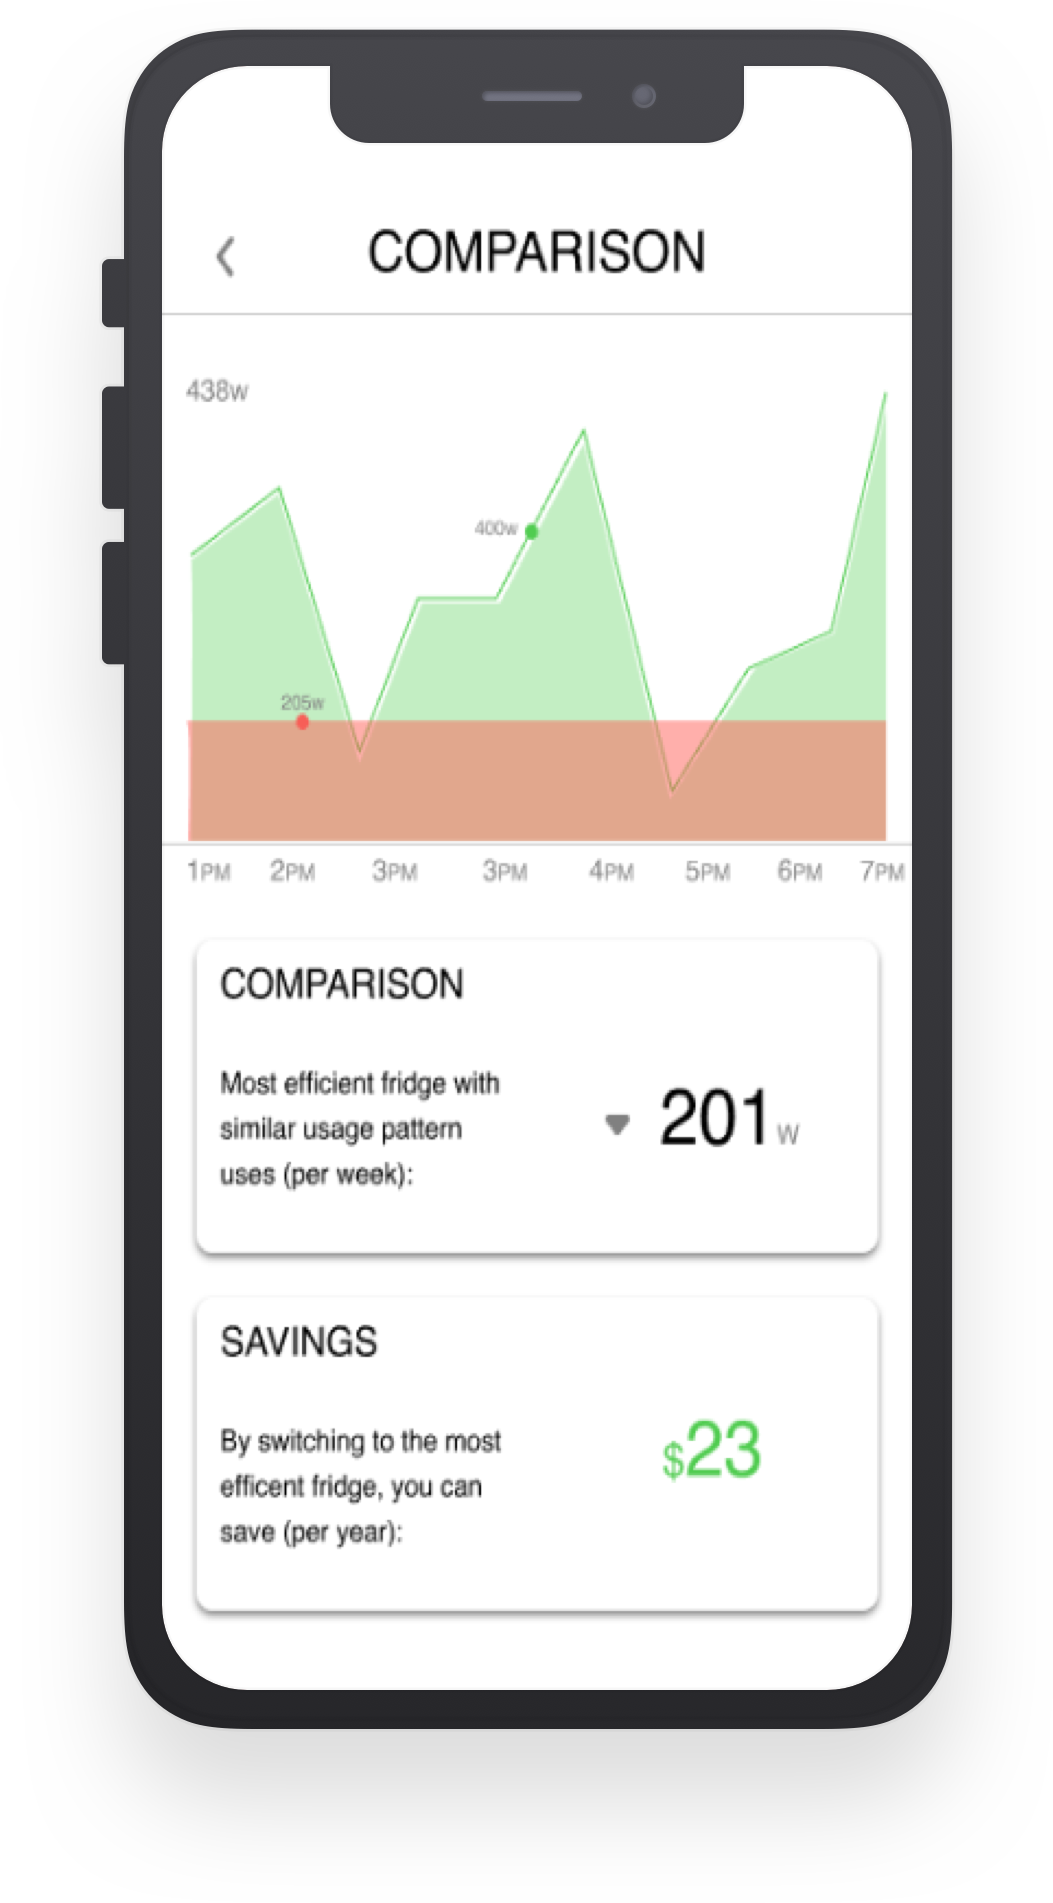 COMPARISON
438W
400w
205w
1PM 2PM 3PM 3PM 4PM 5PM 6PM 7PM
COMPARISON
Most efficient fridge with
similar usage pattern
uses (per week):
201 W
SAVINGS
By switching to the most
efficent fridge, you can
save (per year):
$23